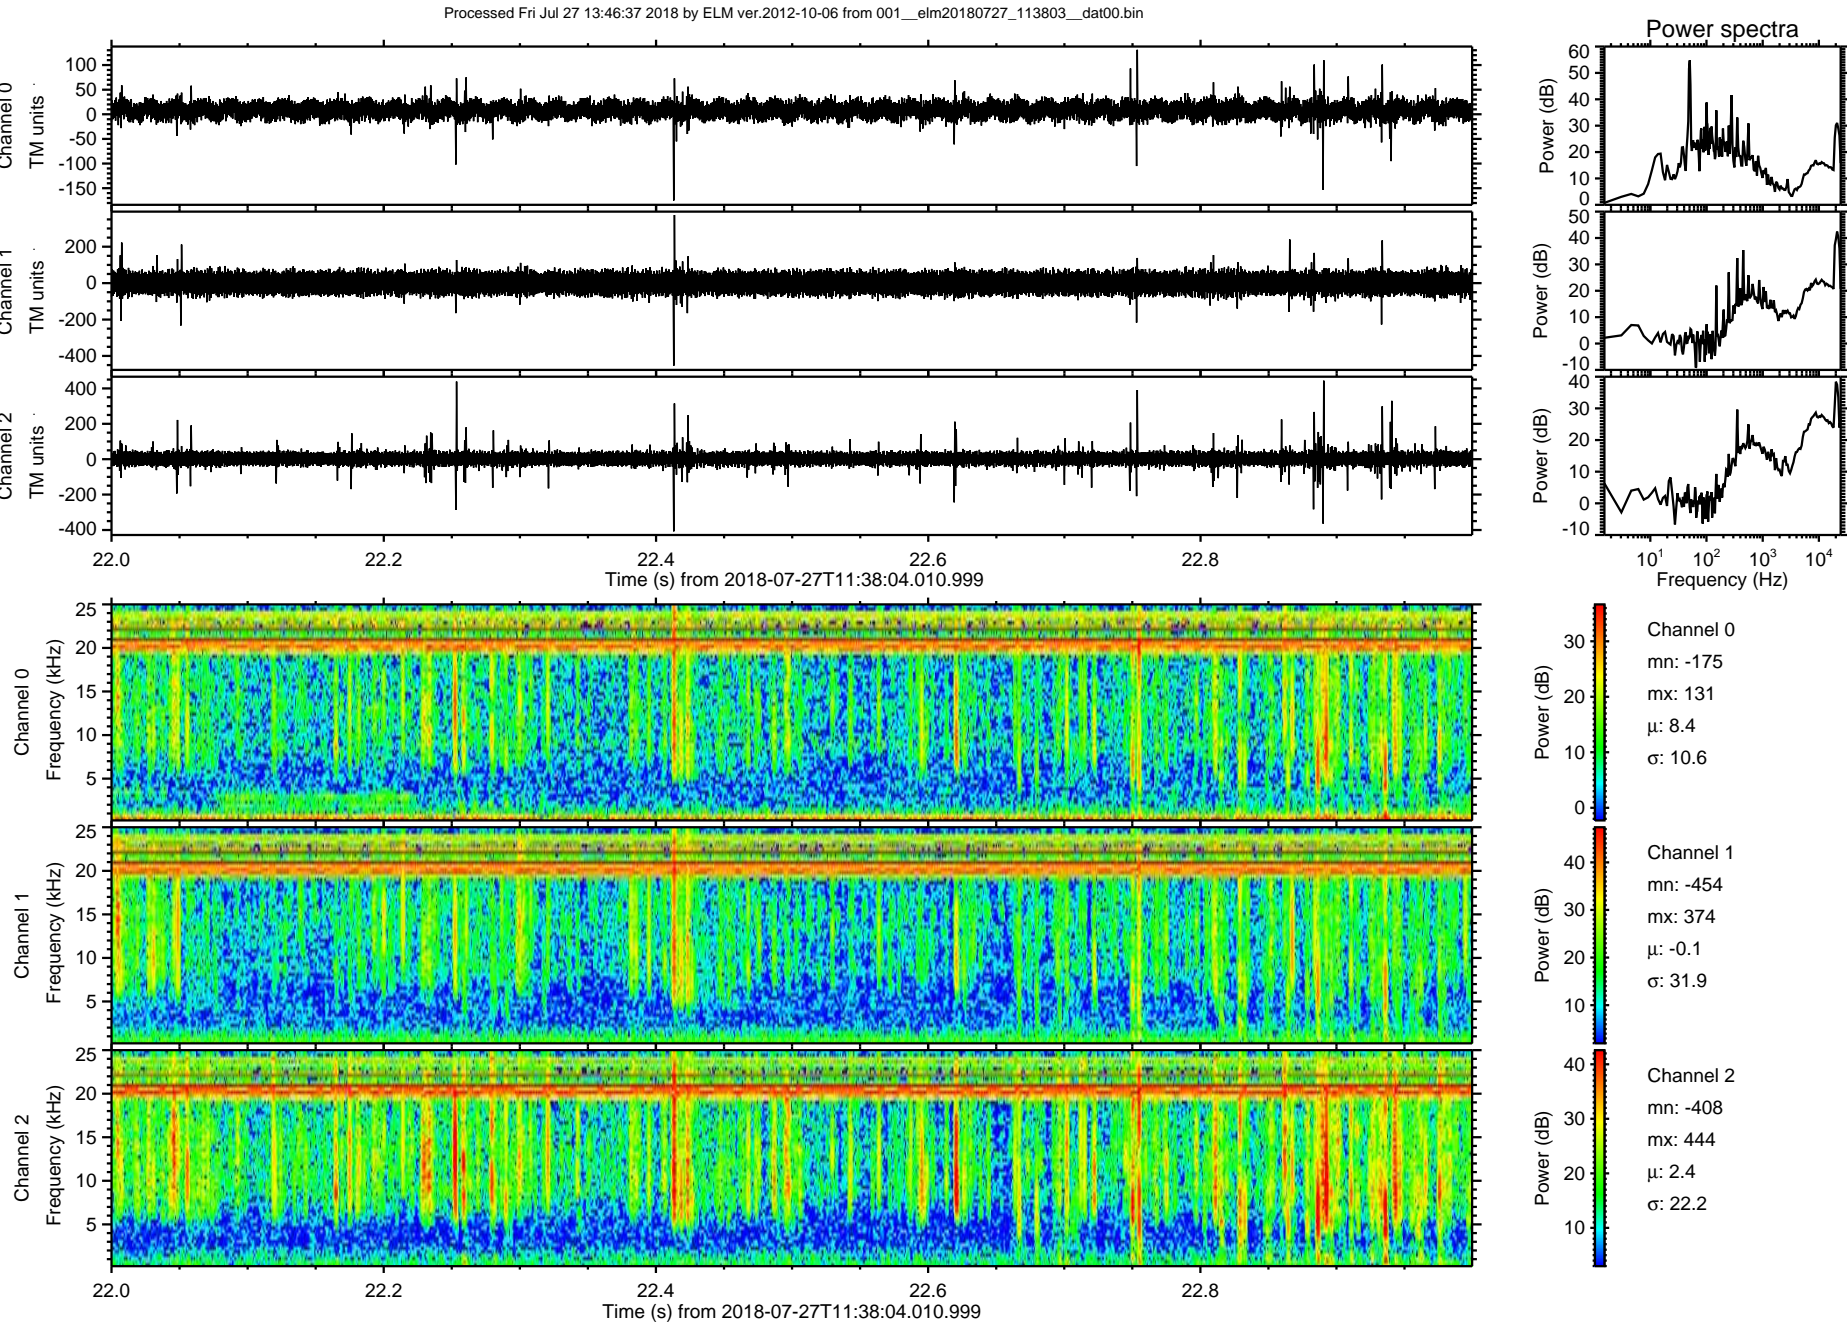 Processed Fri Jul 27 13:46:37 2018 by ELM ver.2012-10-06 from 001__elm20180727_113803__dat00.bin
Power spectra
Channel 0
TM units
100
50
0
-50
-100
-150
Power (dB)
60
50
40
30
20
10
0
Channel 1
TM units
200
0
-200
-400
Power (dB)
50
40
30
20
10
0
-10
Channel 2
TM units
400
200
0
-200
-400
Power (dB)
40
30
20
10
0
-10
22.0 22.2 22.4 22.6 22.8
Time (s) from 2018-07-27T11:38:04.010.999
10^1 10^2 10^3 10^4
Frequency (Hz)
Channel 0
Frequency (kHz)
25
20
15
10
5
Power (dB)
30
20
10
0
Channel 0
mn: -175
mx: 131
μ: 8.4
σ: 10.6
Channel 1
Frequency (kHz)
25
20
15
10
5
Power (dB)
40
30
20
10
Channel 1
mn: -454
mx: 374
μ: -0.1
σ: 31.9
Channel 2
Frequency (kHz)
25
20
15
10
5
Power (dB)
40
30
20
10
Channel 2
mn: -408
mx: 444
μ: 2.4
σ: 22.2
22.0 22.2 22.4 22.6 22.8
Time (s) from 2018-07-27T11:38:04.010.999